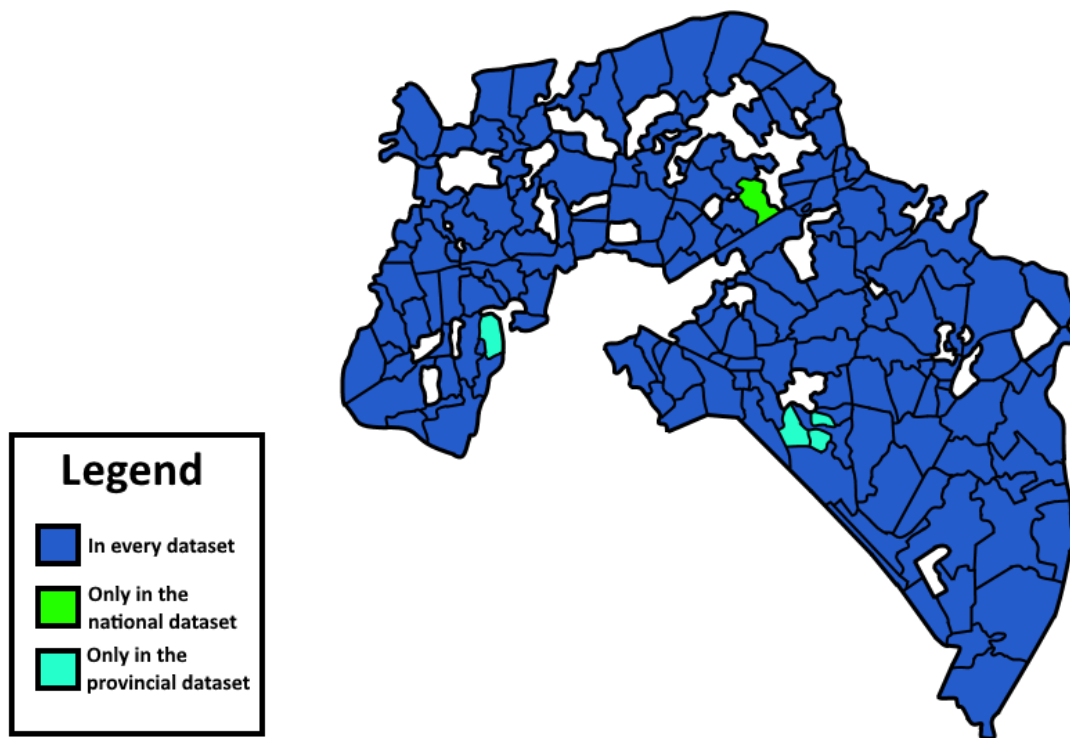 Legend
In every dataset
Only in the
national dataset
Only in the
provincial dataset